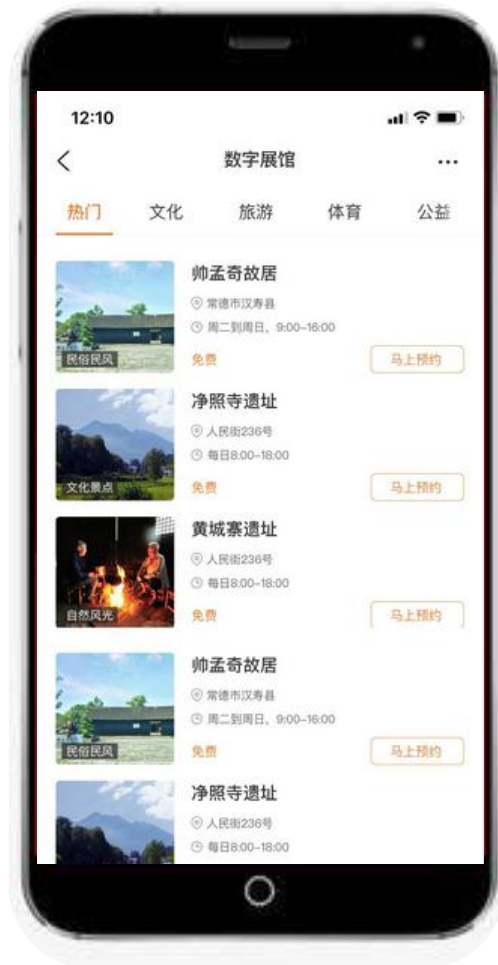 12:10
数字展馆
热门 文化 旅游 体育 公益
帅孟奇故居
常德市汉寿县
周二到周日，9:00-16:00
民俗民风
免费
马上预约
净照寺遗址
人民街236号
每日8:00-18:00
文化景点
免费
马上预约
黄城寨遗址
人民街236号
每日8:00-18:00
自然风光
免费
马上预约
帅孟奇故居
常德市汉寿县
周二到周日，9:00-16:00
民俗民风
免费
马上预约
净照寺遗址
人民街236号
每日8:00-18:00